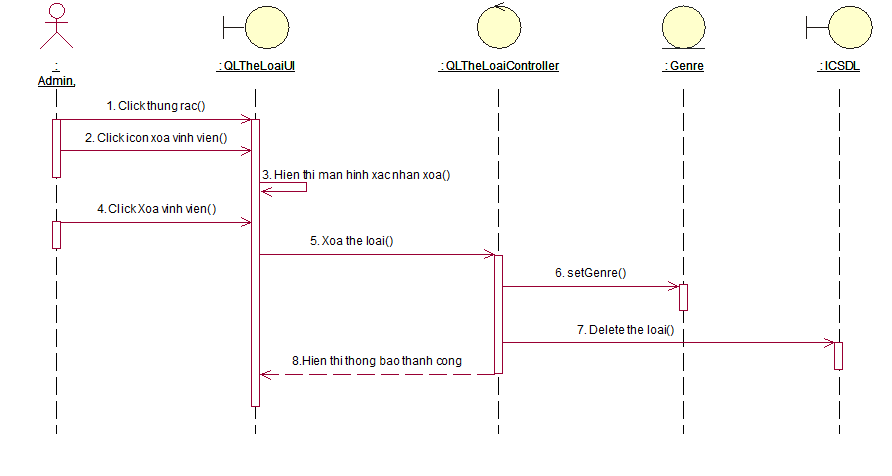 :
Admin,
: QLTheLoaiUI
: QLTheLoaiController
: Genre
: ICSDL
1. Click thung rac()
2. Click icon xoa vinh vien()
3. Hien thi man hinh xac nhan xoa()
4. Click Xoa vinh vien()
5. Xoa the loai()
6. setGenre()
7. Delete the loai()
8.Hien thi thong bao thanh cong